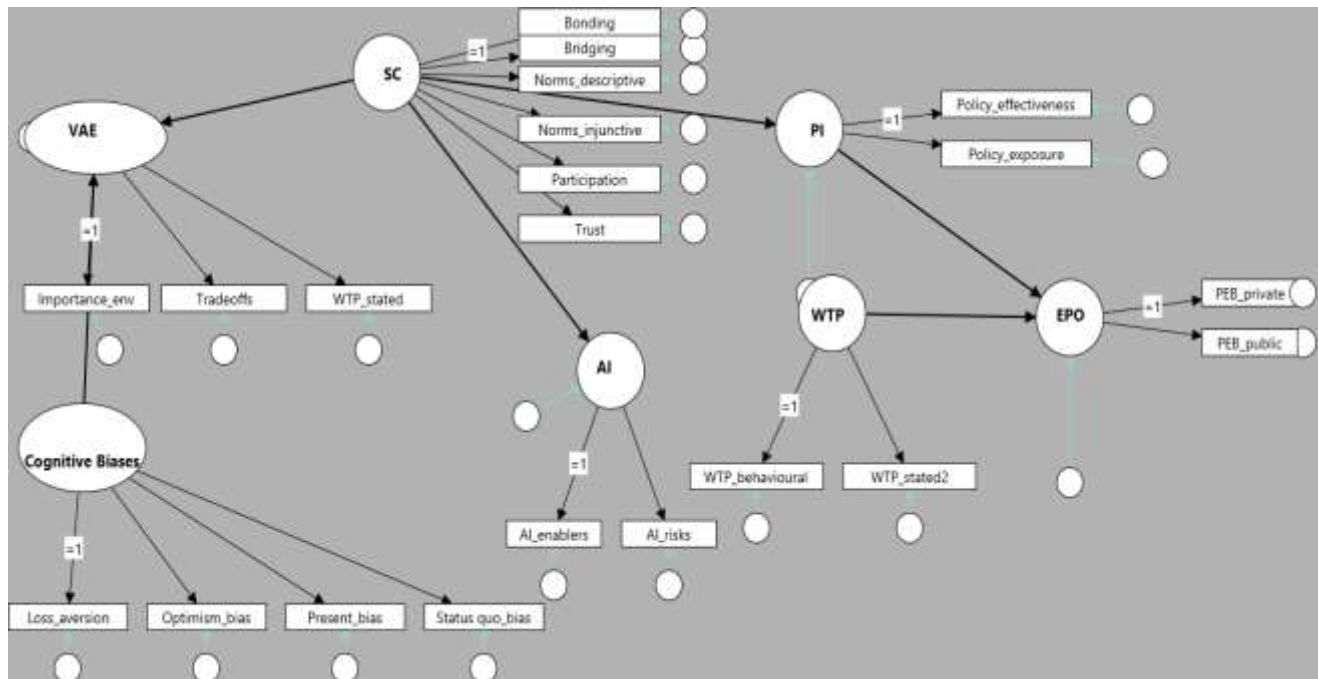 Bonding
=1
Bridging
SC
Norms_descriptive
VAE
Norms_injunctive
Participation
Trust
PI
=1
Policy_effectiveness
Policy_exposure
=1
Importance_env
Tradeoffs
WTP_stated
WTP
EPO
=1
PEB_private
PEB_public
AI
Cognitive Biases
=1
=1
WTP_behavioural
WTP_stated2
AI_enablers
AI_risks
=1
Loss_aversion
Optimism_bias
Present_bias
Status quo_bias